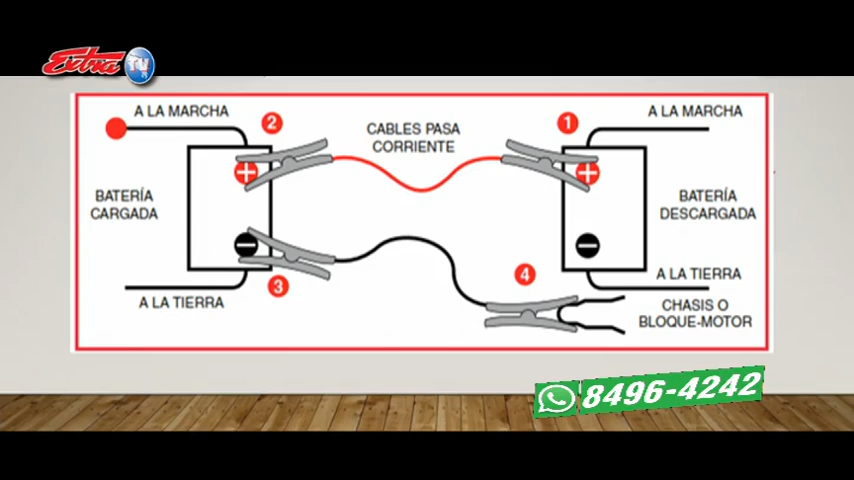 Extra TV
A LA MARCHA
2
CABLES PASA
CORRIENTE
1
A LA MARCHA
BATERÍA
CARGADA
+
+
BATERÍA
DESCARGADA
−
−
3
4
A LA TIERRA
A LA TIERRA
CHASIS O
BLOQUE-MOTOR
8496-4242